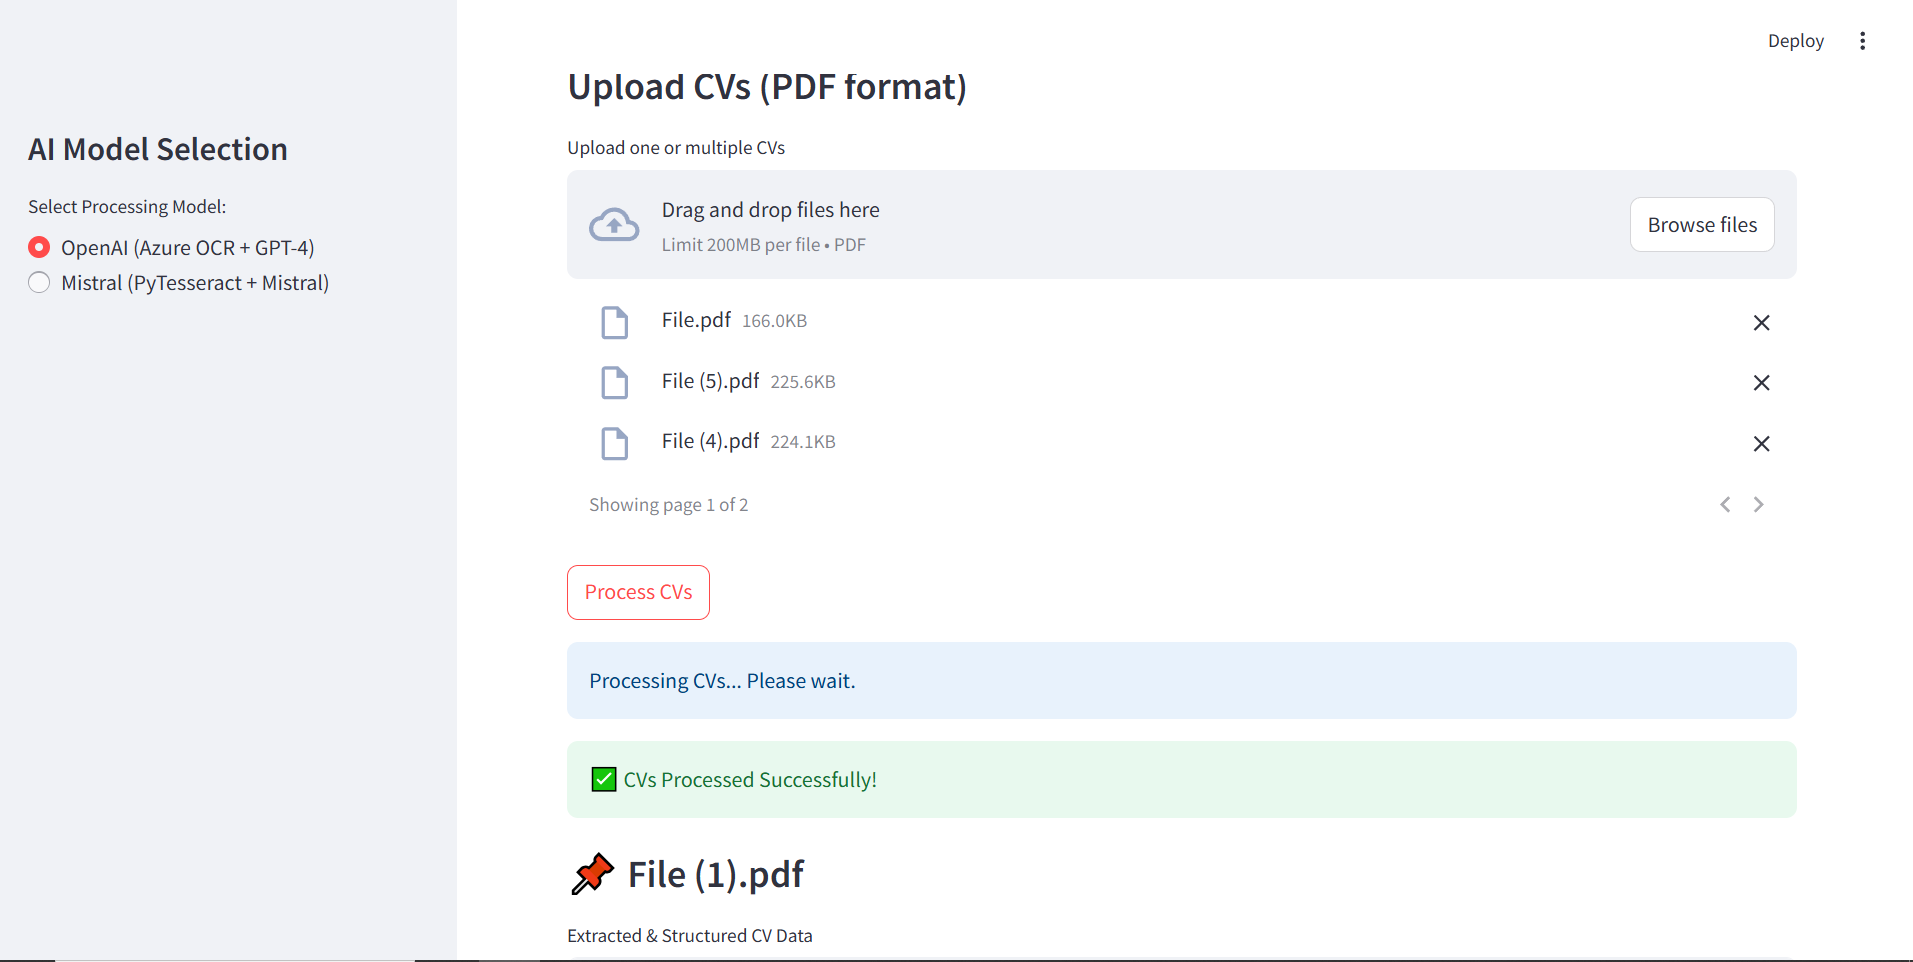 Deploy
AI Model Selection
Select Processing Model:
OpenAI (Azure OCR + GPT-4)
Mistral (PyTesseract + Mistral)
Upload CVs (PDF format)
Upload one or multiple CVs
Drag and drop files here
Limit 200MB per file • PDF
Browse files
File.pdf 166.0KB
File (5).pdf 225.6KB
File (4).pdf 224.1KB
Showing page 1 of 2
Process CVs
Processing CVs... Please wait.
✅ CVs Processed Successfully!
📌 File (1).pdf
Extracted & Structured CV Data